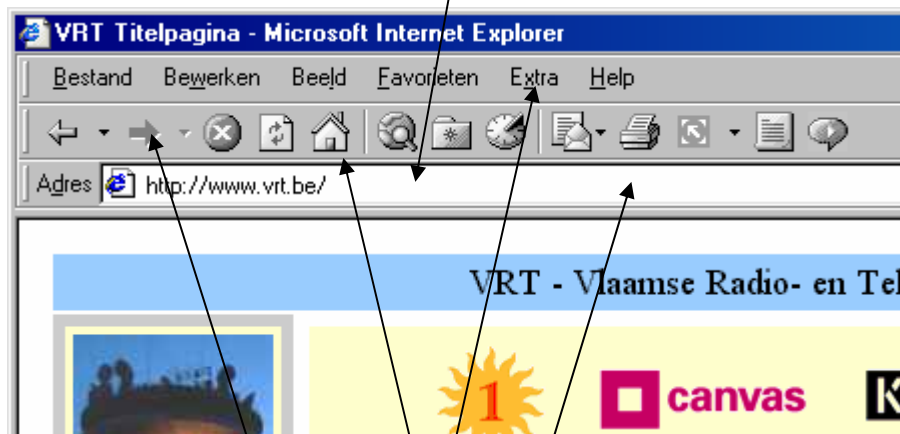 VRT Titelpagina - Microsoft Internet Explorer
Bestand Bewerken Beeld Favorieten Extra Help
Adres http://www.vrt.be/
VRT - Vlaamse Radio- en Tel
1 canvas K